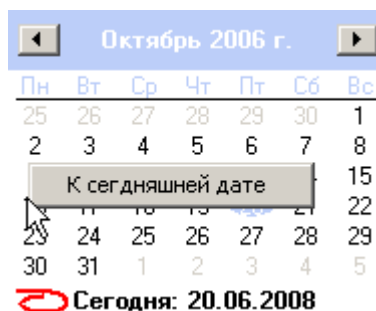 Октябрь 2006 г.
Пн Вт Ср Чт Пт Сб Вс
25 26 27 28 29 30 1
2 3 4 5 6 7 8
К сегдняшней дате 15
21 22
23 24 25 26 27 28 29
30 31 1 2 3 4 5
Сегодня: 20.06.2008